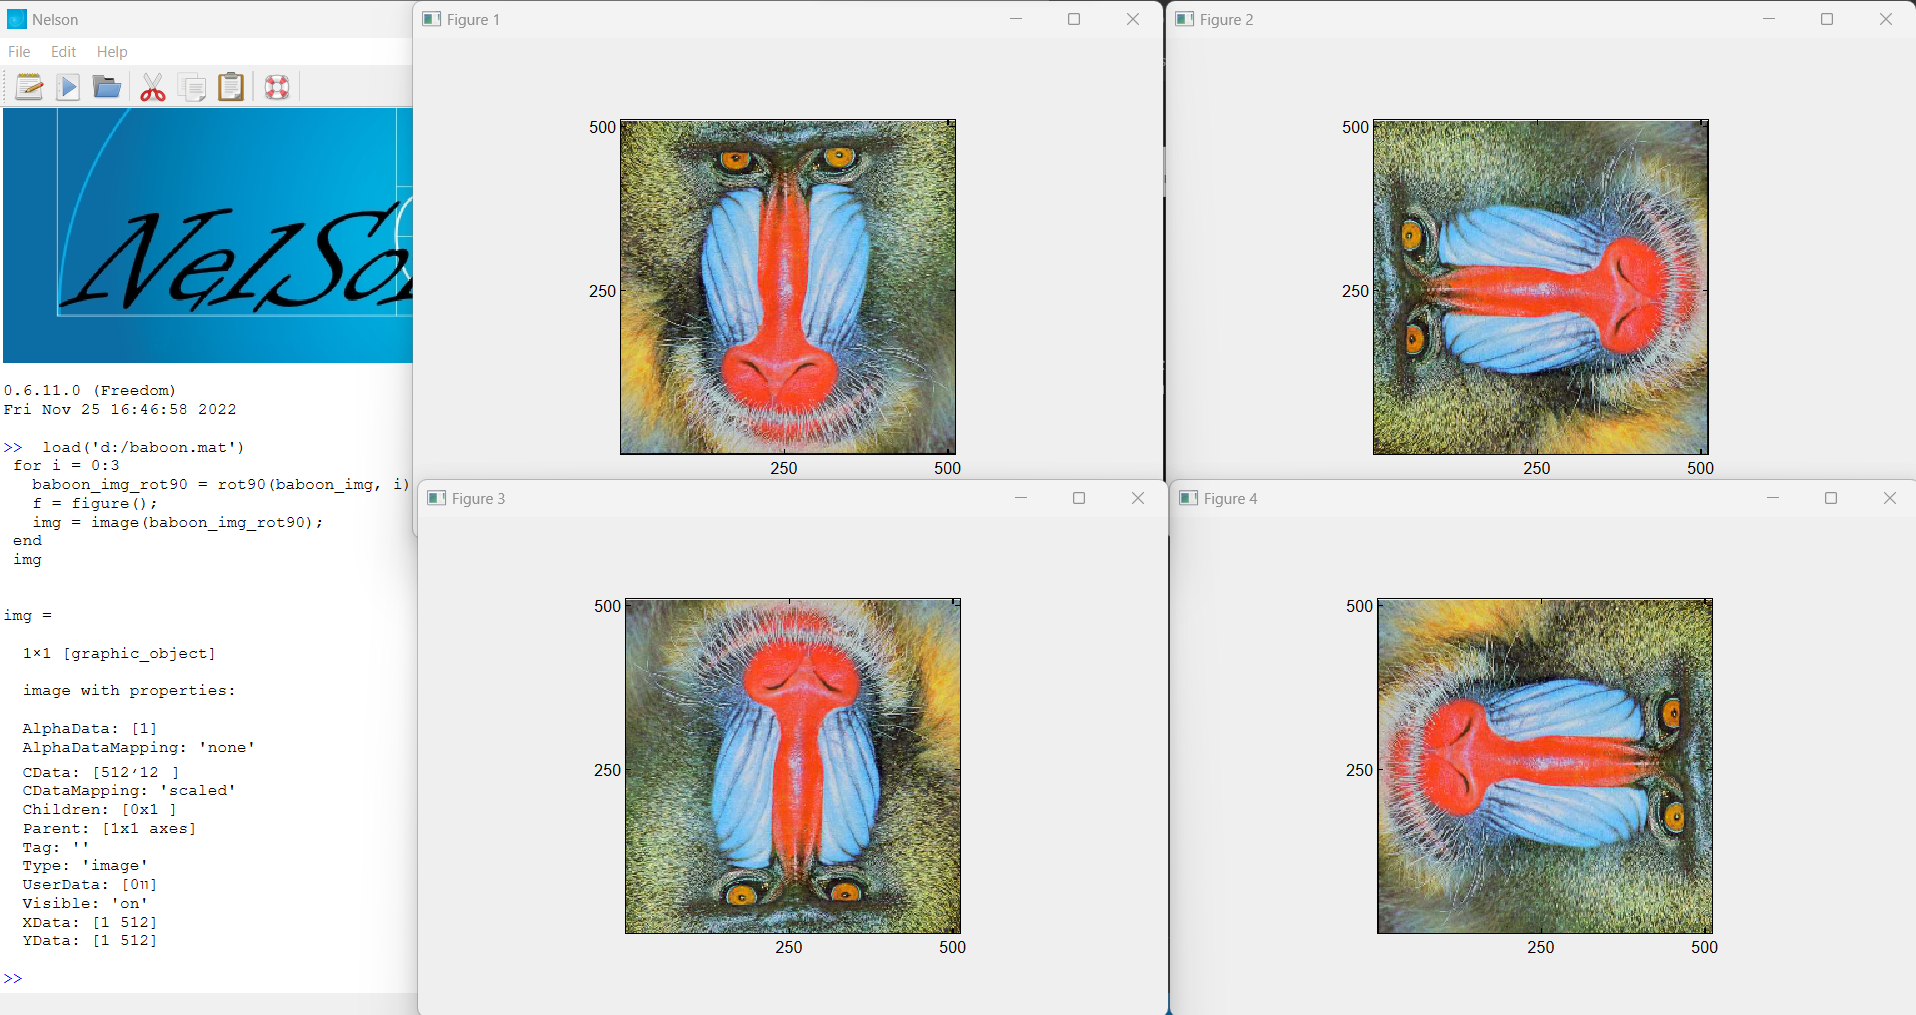 Nelson
File Edit Help
NelSo
0.6.11.0 (Freedom)
Fri Nov 25 16:46:58 2022
>> load('d:/baboon.mat')
for i = 0:3
baboon_img_rot90 = rot90(baboon_img, i)
f = figure();
img = image(baboon_img_rot90);
end
img
img =
1×1 [graphic_object]
image with properties:
AlphaData: [1]
AlphaDataMapping: 'none'
CData:
CDataMapping: 'scaled'
Children: [0x1 ]
Parent: [1x1 axes]
Tag: ''
Type: 'image'
UserData:
Visible: 'on'
XData: [1 512]
YData: [1 512]
>>
Figure 1
500
250
250 500
Figure 2
500
250
250 500
Figure 3
500
250
250 500
Figure 4
500
250
250 500